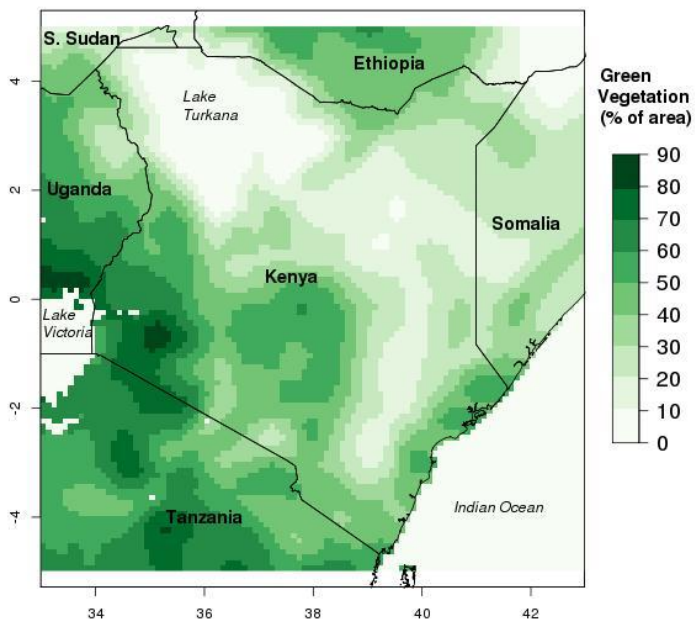 S. Sudan
Ethiopia
Lake
Turkana
Uganda
Somalia
Kenya
Lake
Victoria
Indian Ocean
Tanzania
4
2
0
-2
-4
34
36
38
40
42
Green
Vegetation
(% of area)
90
80
70
60
50
40
30
20
10
0